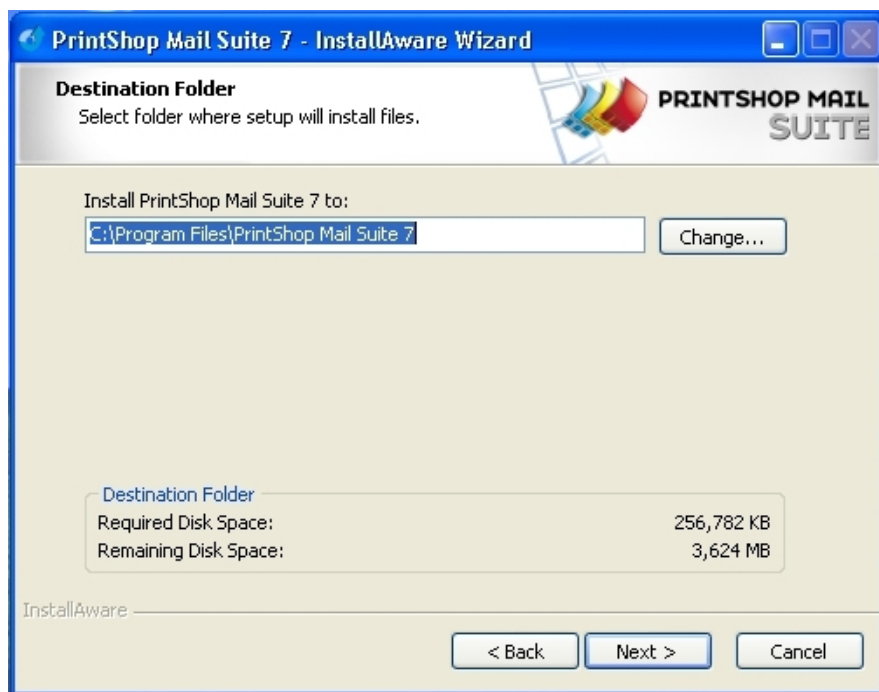 PrintShop Mail Suite 7 - InstallAware Wizard
Destination Folder
Select folder where setup will install files.
PRINTSHOP MAIL
SUITE
Install PrintShop Mail Suite 7 to:
C:\Program Files\PrintShop Mail Suite 7
Change...
Destination Folder
Required Disk Space: 256,782 KB
Remaining Disk Space: 3,624 MB
InstallAware
< Back Next > Cancel